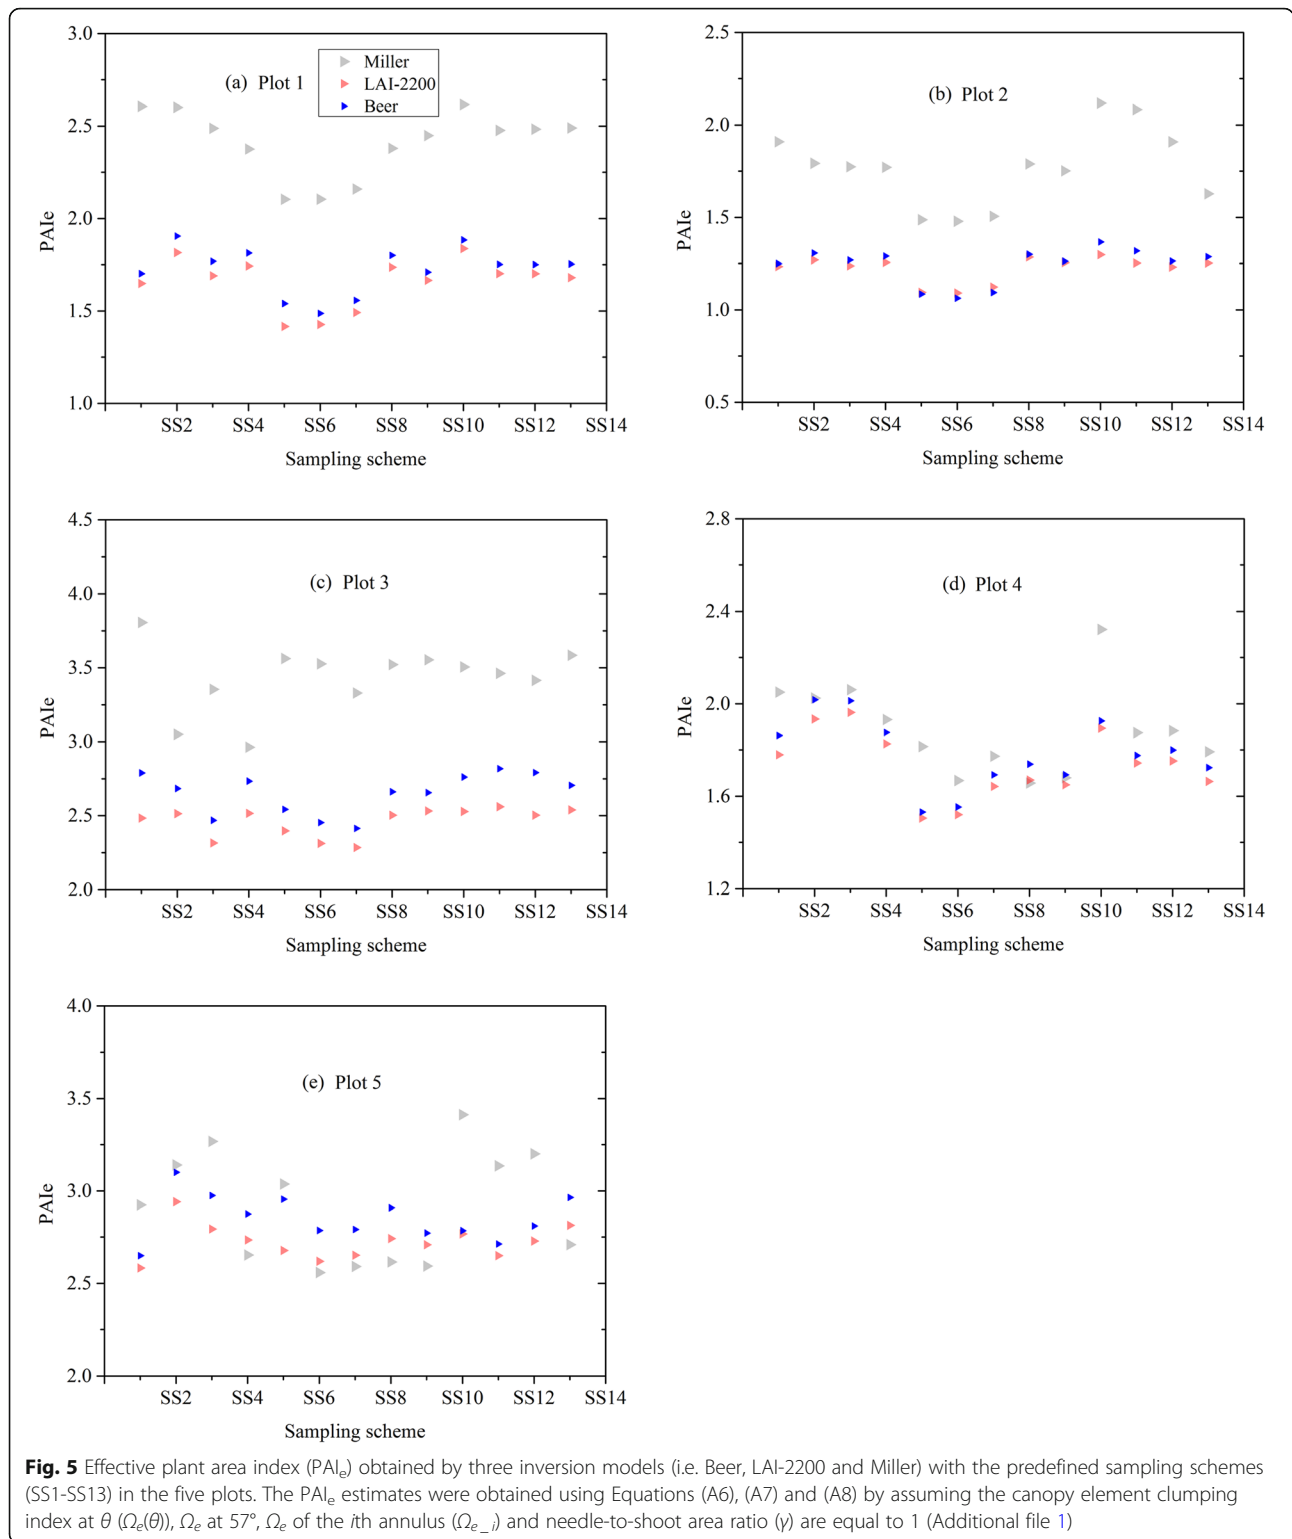 3.0
2.5
2.0
1.5
1.0
PAIe
(a) Plot 1
Miller
LAI-2200
Beer
SS2 SS4 SS6 SS8 SS10 SS12 SS14
Sampling scheme
2.5
2.0
1.5
1.0
0.5
PAIe
(b) Plot 2
SS2 SS4 SS6 SS8 SS10 SS12 SS14
Sampling scheme
4.5
4.0
3.5
3.0
2.5
2.0
PAIe
(c) Plot 3
SS2 SS4 SS6 SS8 SS10 SS12 SS14
Sampling scheme
2.8
2.4
2.0
1.6
1.2
PAIe
(d) Plot 4
SS2 SS4 SS6 SS8 SS10 SS12 SS14
Sampling scheme
4.0
3.5
3.0
2.5
2.0
PAIe
(e) Plot 5
SS2 SS4 SS6 SS8 SS10 SS12 SS14
Sampling scheme
Fig. 5 Effective plant area index (PAIe) obtained by three inversion models (i.e. Beer, LAI-2200 and Miller) with the predefined sampling schemes
(SS1-SS13) in the five plots. The PAIe estimates were obtained using Equations (A6), (A7) and (A8) by assuming the canopy element clumping
index at θ (Ωe(θ)), Ωe at 57°, Ωe of the ith annulus (Ωe_i) and needle-to-shoot area ratio (γ) are equal to 1 (Additional file 1)